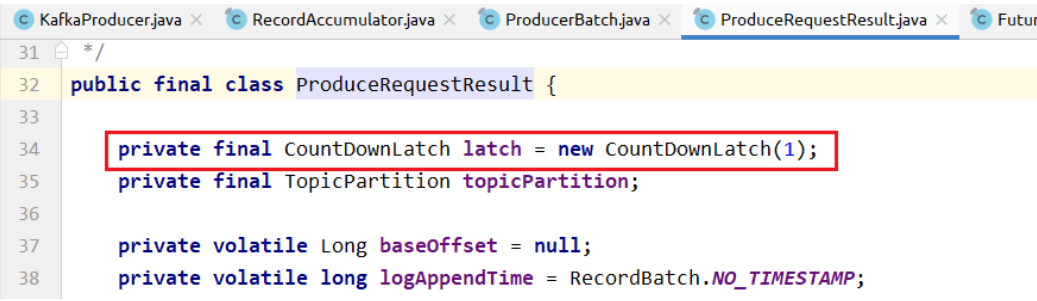 KafkaProducer.java RecordAccumulator.java ProducerBatch.java ProduceRequestResult.java Futur
31 */
32 public final class ProduceRequestResult {
33
34 private final CountDownLatch latch = new CountDownLatch(1);
35 private final TopicPartition topicPartition;
36
37 private volatile Long baseOffset = null;
38 private volatile long logAppendTime = RecordBatch.NO_TIMESTAMP;